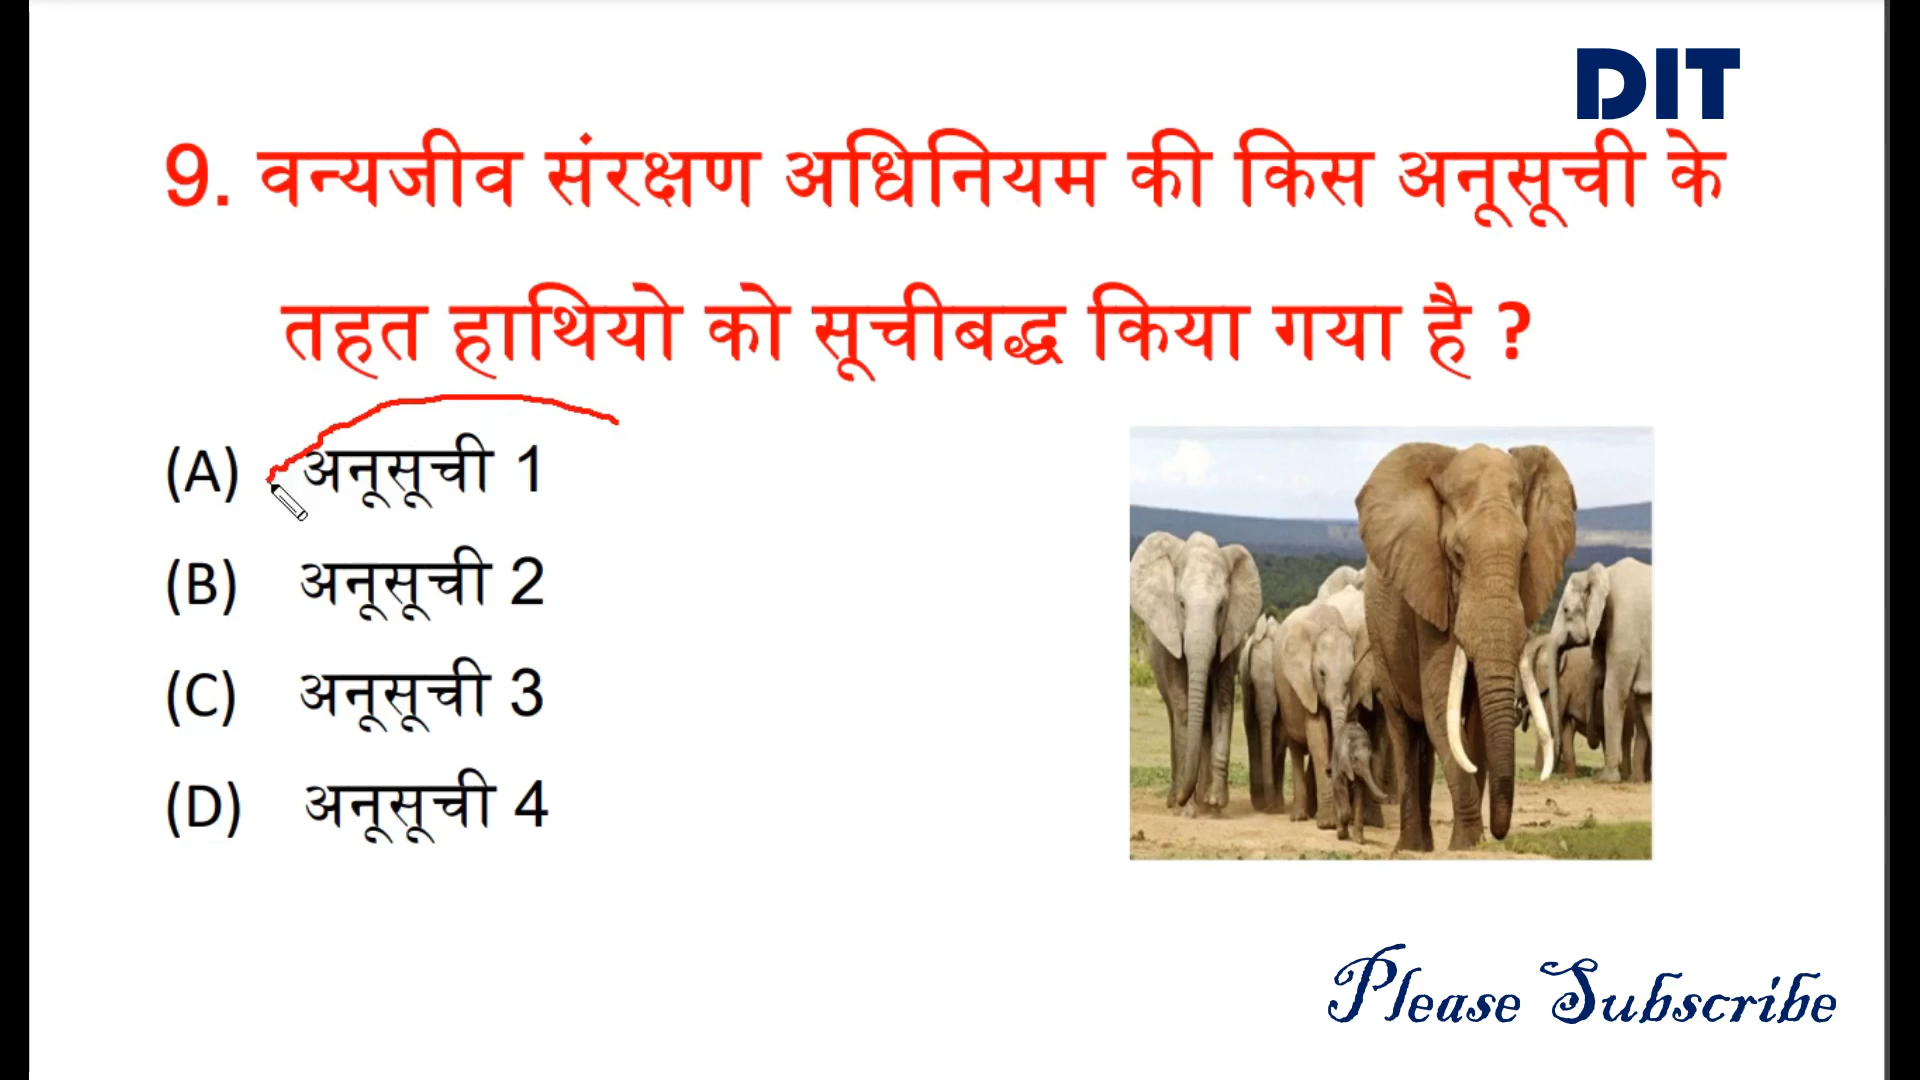 DIT
9. वन्यजीव संरक्षण अधिनियम की किस अनूसूची के
तहत हाथियो को सूचीबद्ध किया गया है ?
(A) अनूसूची 1
(B) अनूसूची 2
(C) अनूसूची 3
(D) अनूसूची 4
Please Subscribe